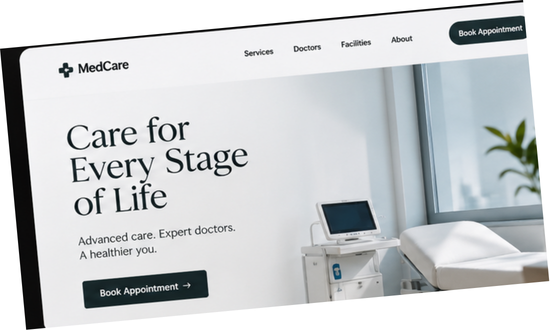 MedCare
Services
Doctors
Facilities
About
Book Appointment
Care for
Every Stage
of Life
Advanced care. Expert doctors.
A healthier you.
Book Appointment →